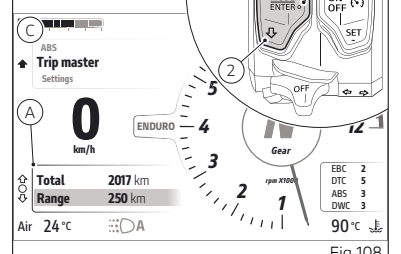 C
ENTER
ON
OFF
SET
OFF
2
ABS
Trip master
Settings
A
0
km/h
ENDURO
5
4
3
2
1
12
N
Gear
rpm X100
Total 2017 km
Range 250 km
EBC 2
DTC 5
ABS 3
DWC 3
Air 24 °C
A
90 °C
Fig 108